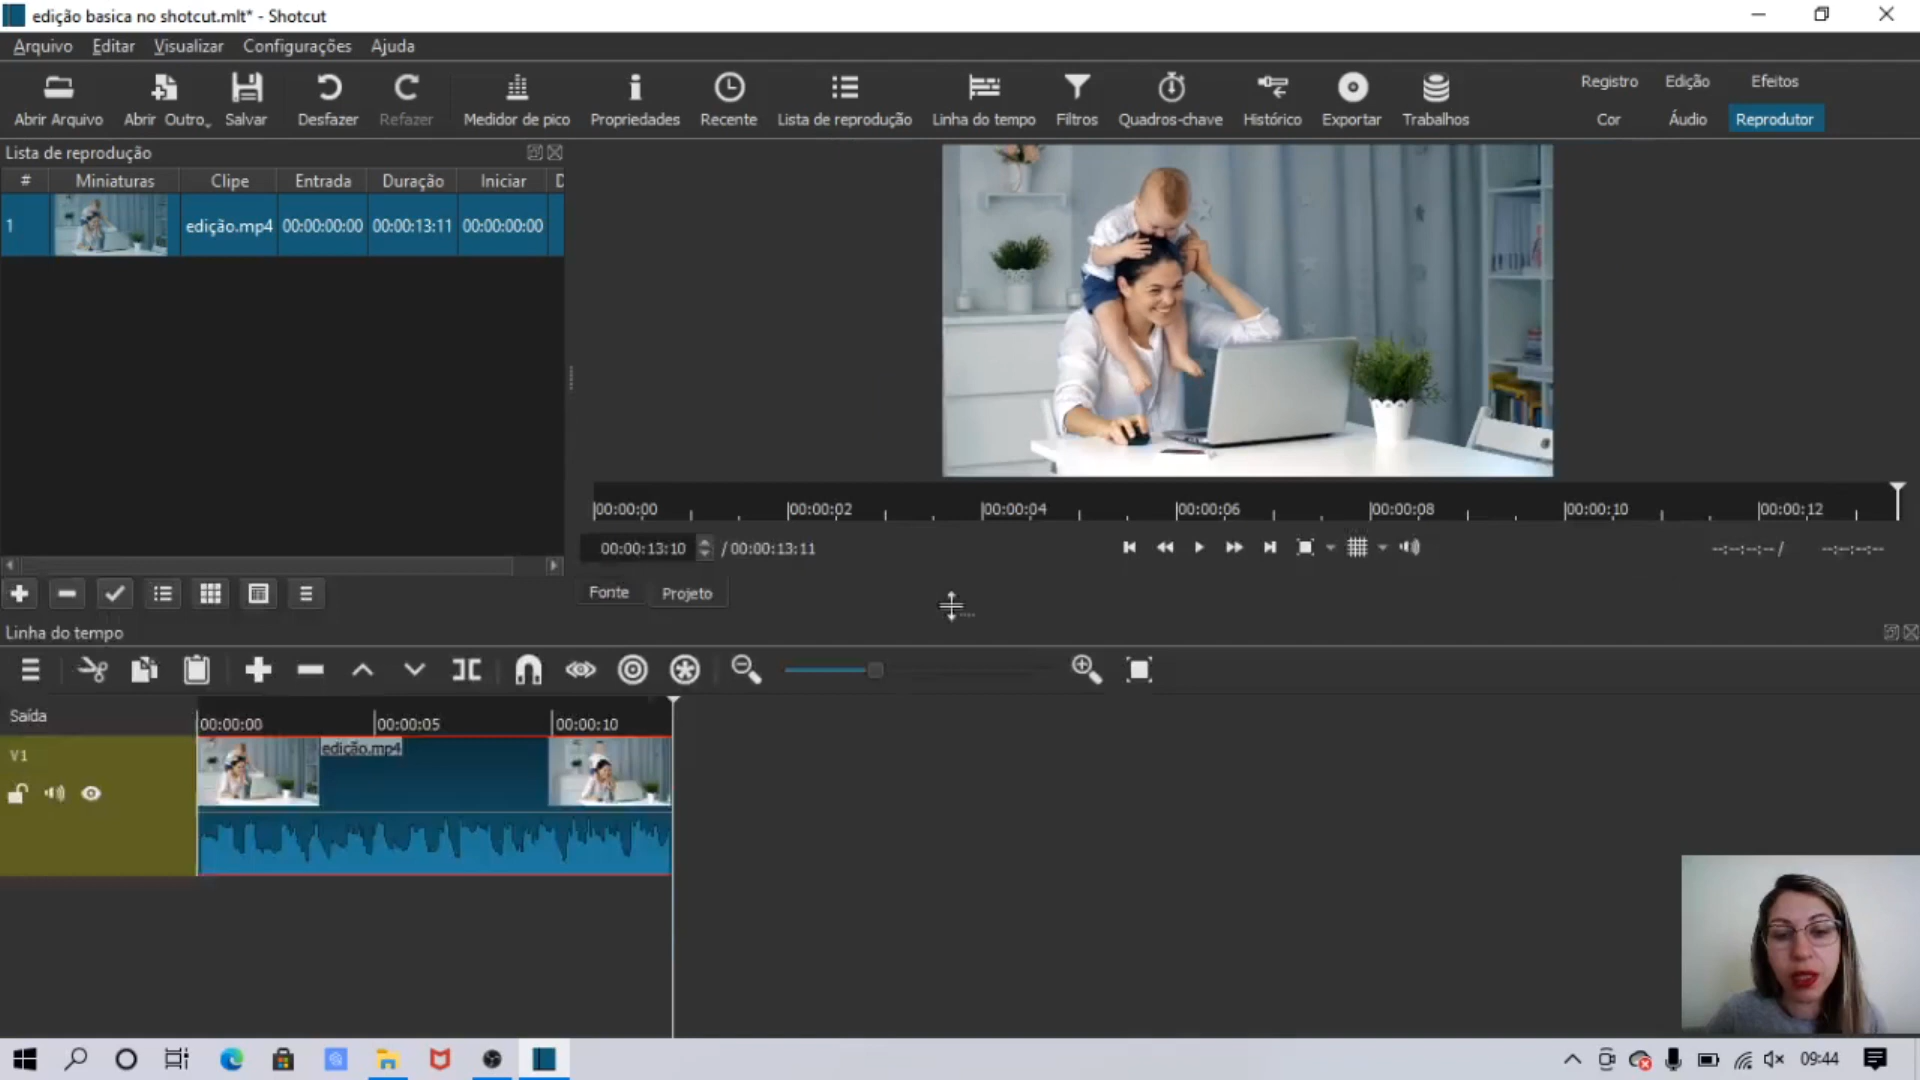 edição basica no shotcut.mlt* - Shotcut
Arquivo Editar Visualizar Configurações Ajuda
Abrir Arquivo Abrir Outro Salvar Desfazer Refazer Medidor de pico Propriedades Recente Lista de reprodução Linha do tempo Filtros Quadros-chave Histórico Exportar Trabalhos
Registro Edição Efeitos
Cor Áudio Reprodutor
Lista de reprodução
# Miniaturas Clipe Entrada Duração Iniciar
1 edição.mp4 00:00:00:00 00:00:13:11 00:00:00:00
00:00:00 00:00:02 00:00:04 00:00:06 00:00:08 00:00:10 00:00:12
00:00:13:10 / 00:00:13:11 --:--:--:-- / --:--:--:--
Fonte Projeto
Linha do tempo
Saída
00:00:00 00:00:05 00:00:10
V1
edição.mp4
09:44